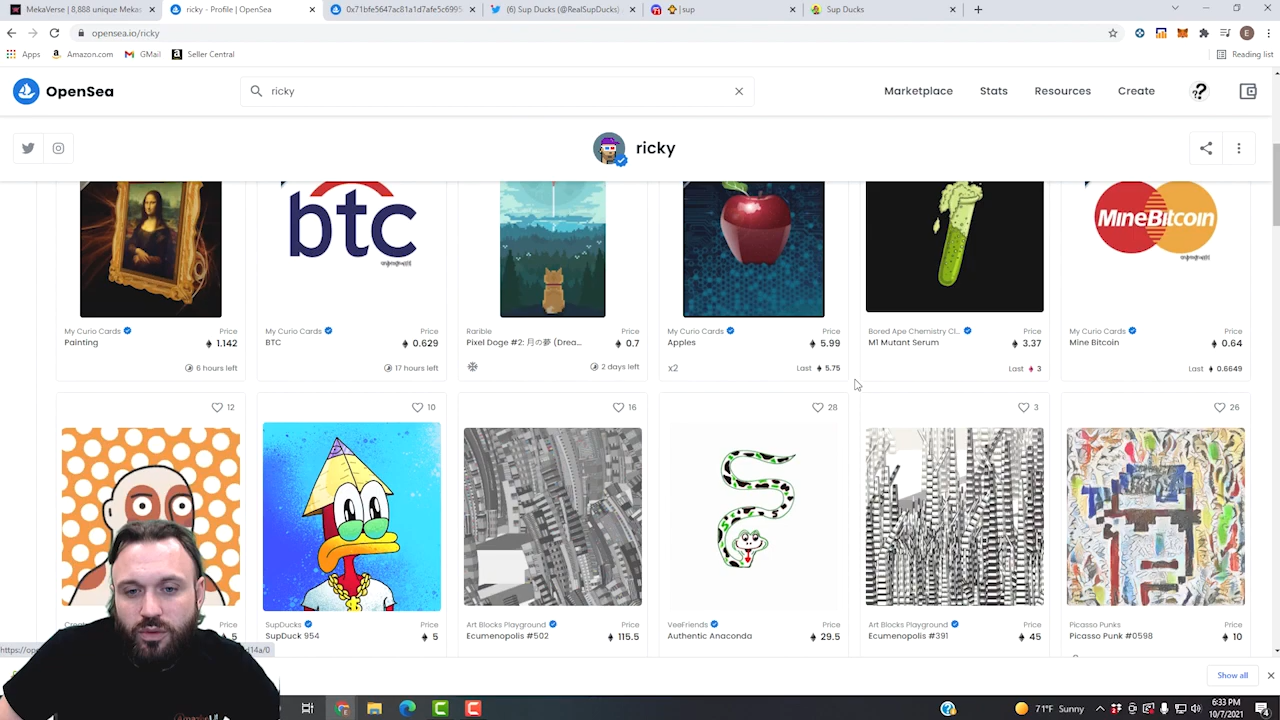 MekaVerse | 8,888 unique Mekas
ricky - Profile | OpenSea
0x71bfe5647ac81a1d7afe5c6995
(6) Sup Ducks (@RealSupDucks)
|sup
Sup Ducks
opensea.io/ricky
Apps
Amazon.com
GMail
Seller Central
Reading list
OpenSea
ricky
Marketplace
Stats
Resources
Create
ricky
btc
MineBitcoin
My Curio Cards Price
Painting 1.142
6 hours left
My Curio Cards Price
BTC 0.629
17 hours left
Rarible Price
Pixel Doge #2: 月の夢 (Drea... 0.7
2 days left
My Curio Cards Price
Apples 5.99
x2 Last 5.75
Bored Ape Chemistry Cl... Price
M1 Mutant Serum 3.37
Last 3
My Curio Cards Price
Mine Bitcoin 0.64
Last 0.6649
12
10
16
28
3
26
Price
5
SupDucks Price
SupDuck 954 5
Art Blocks Playground Price
Ecumenopolis #502 115.5
VeeFriends Price
Authentic Anaconda 29.5
Art Blocks Playground Price
Ecumenopolis #391 45
Picasso Punks Price
Picasso Punk #0598 10
Show all
71°F Sunny
6:33 PM
10/7/2021